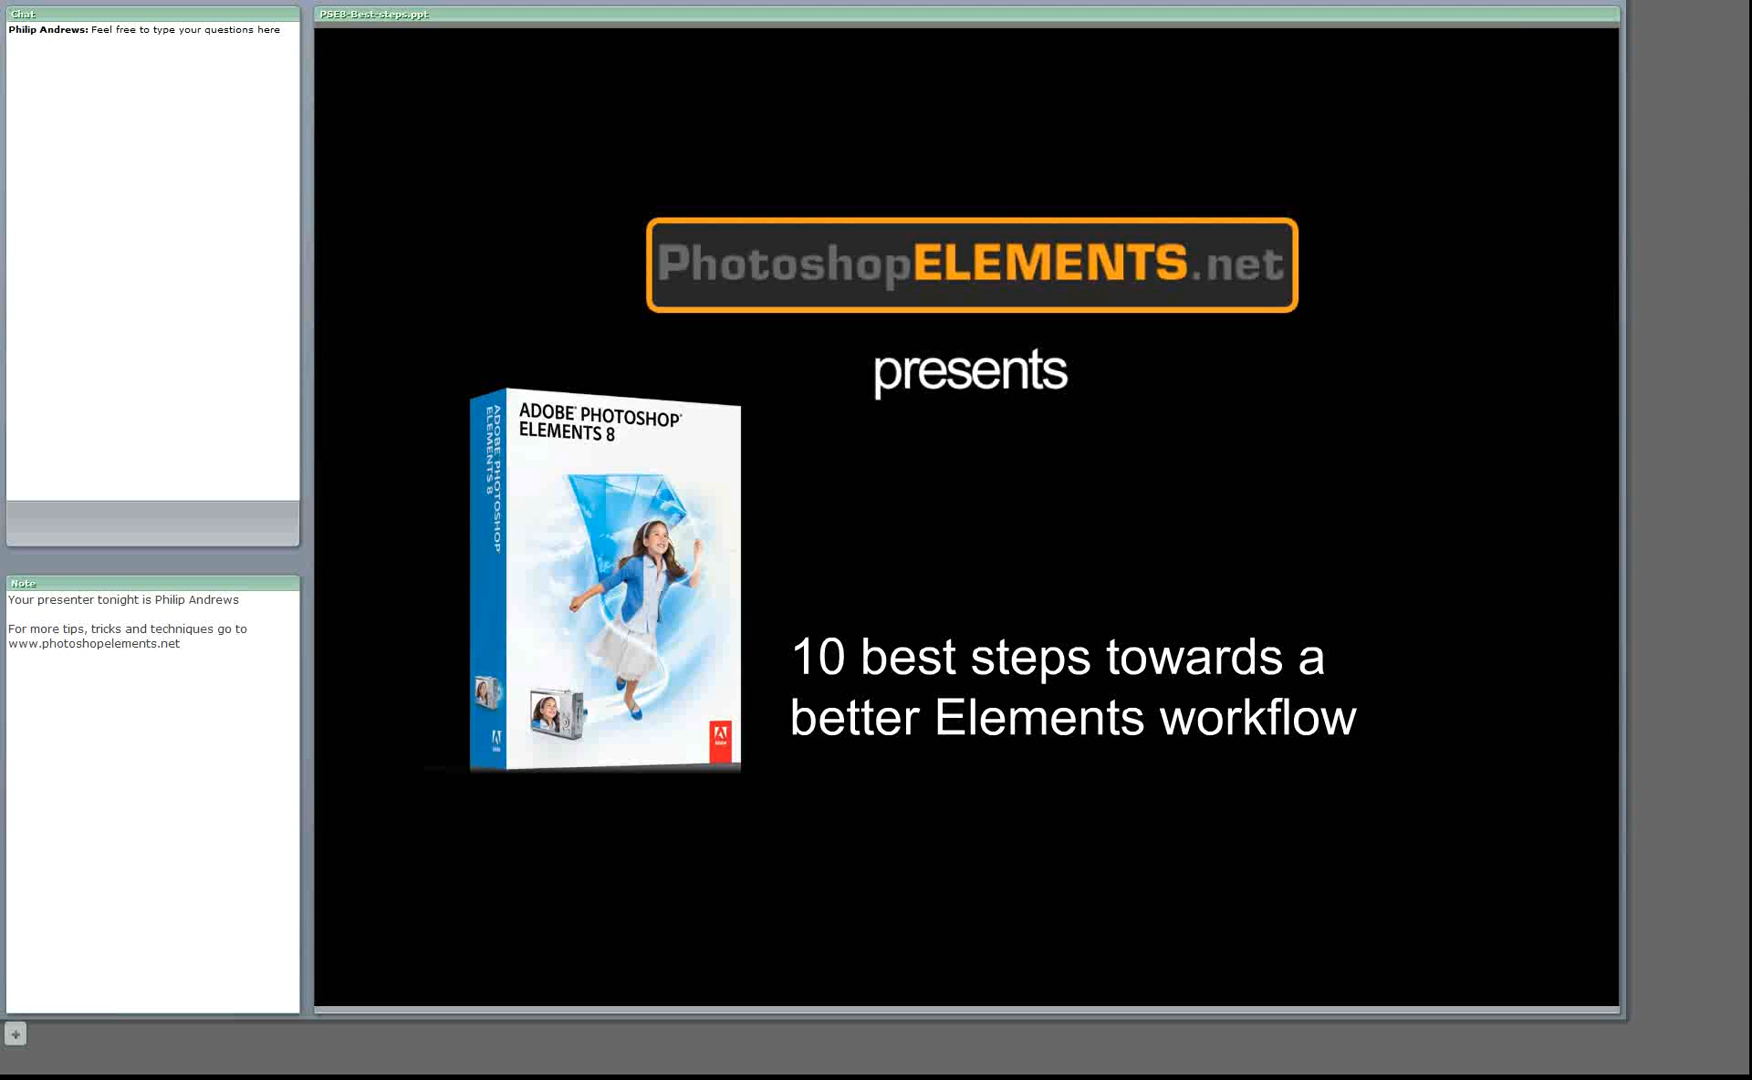 Chat
Philip Andrews: Feel free to type your questions here
Note
Your presenter tonight is Philip Andrews
For more tips, tricks and techniques go to
www.photoshopelements.net
PSE8-Best-steps.ppt
PhotoshopELEMENTS.net
presents
ADOBE PHOTOSHOP
ELEMENTS 8
ADOBE PHOTOSHOP
ELEMENTS 8
10 best steps towards a
better Elements workflow